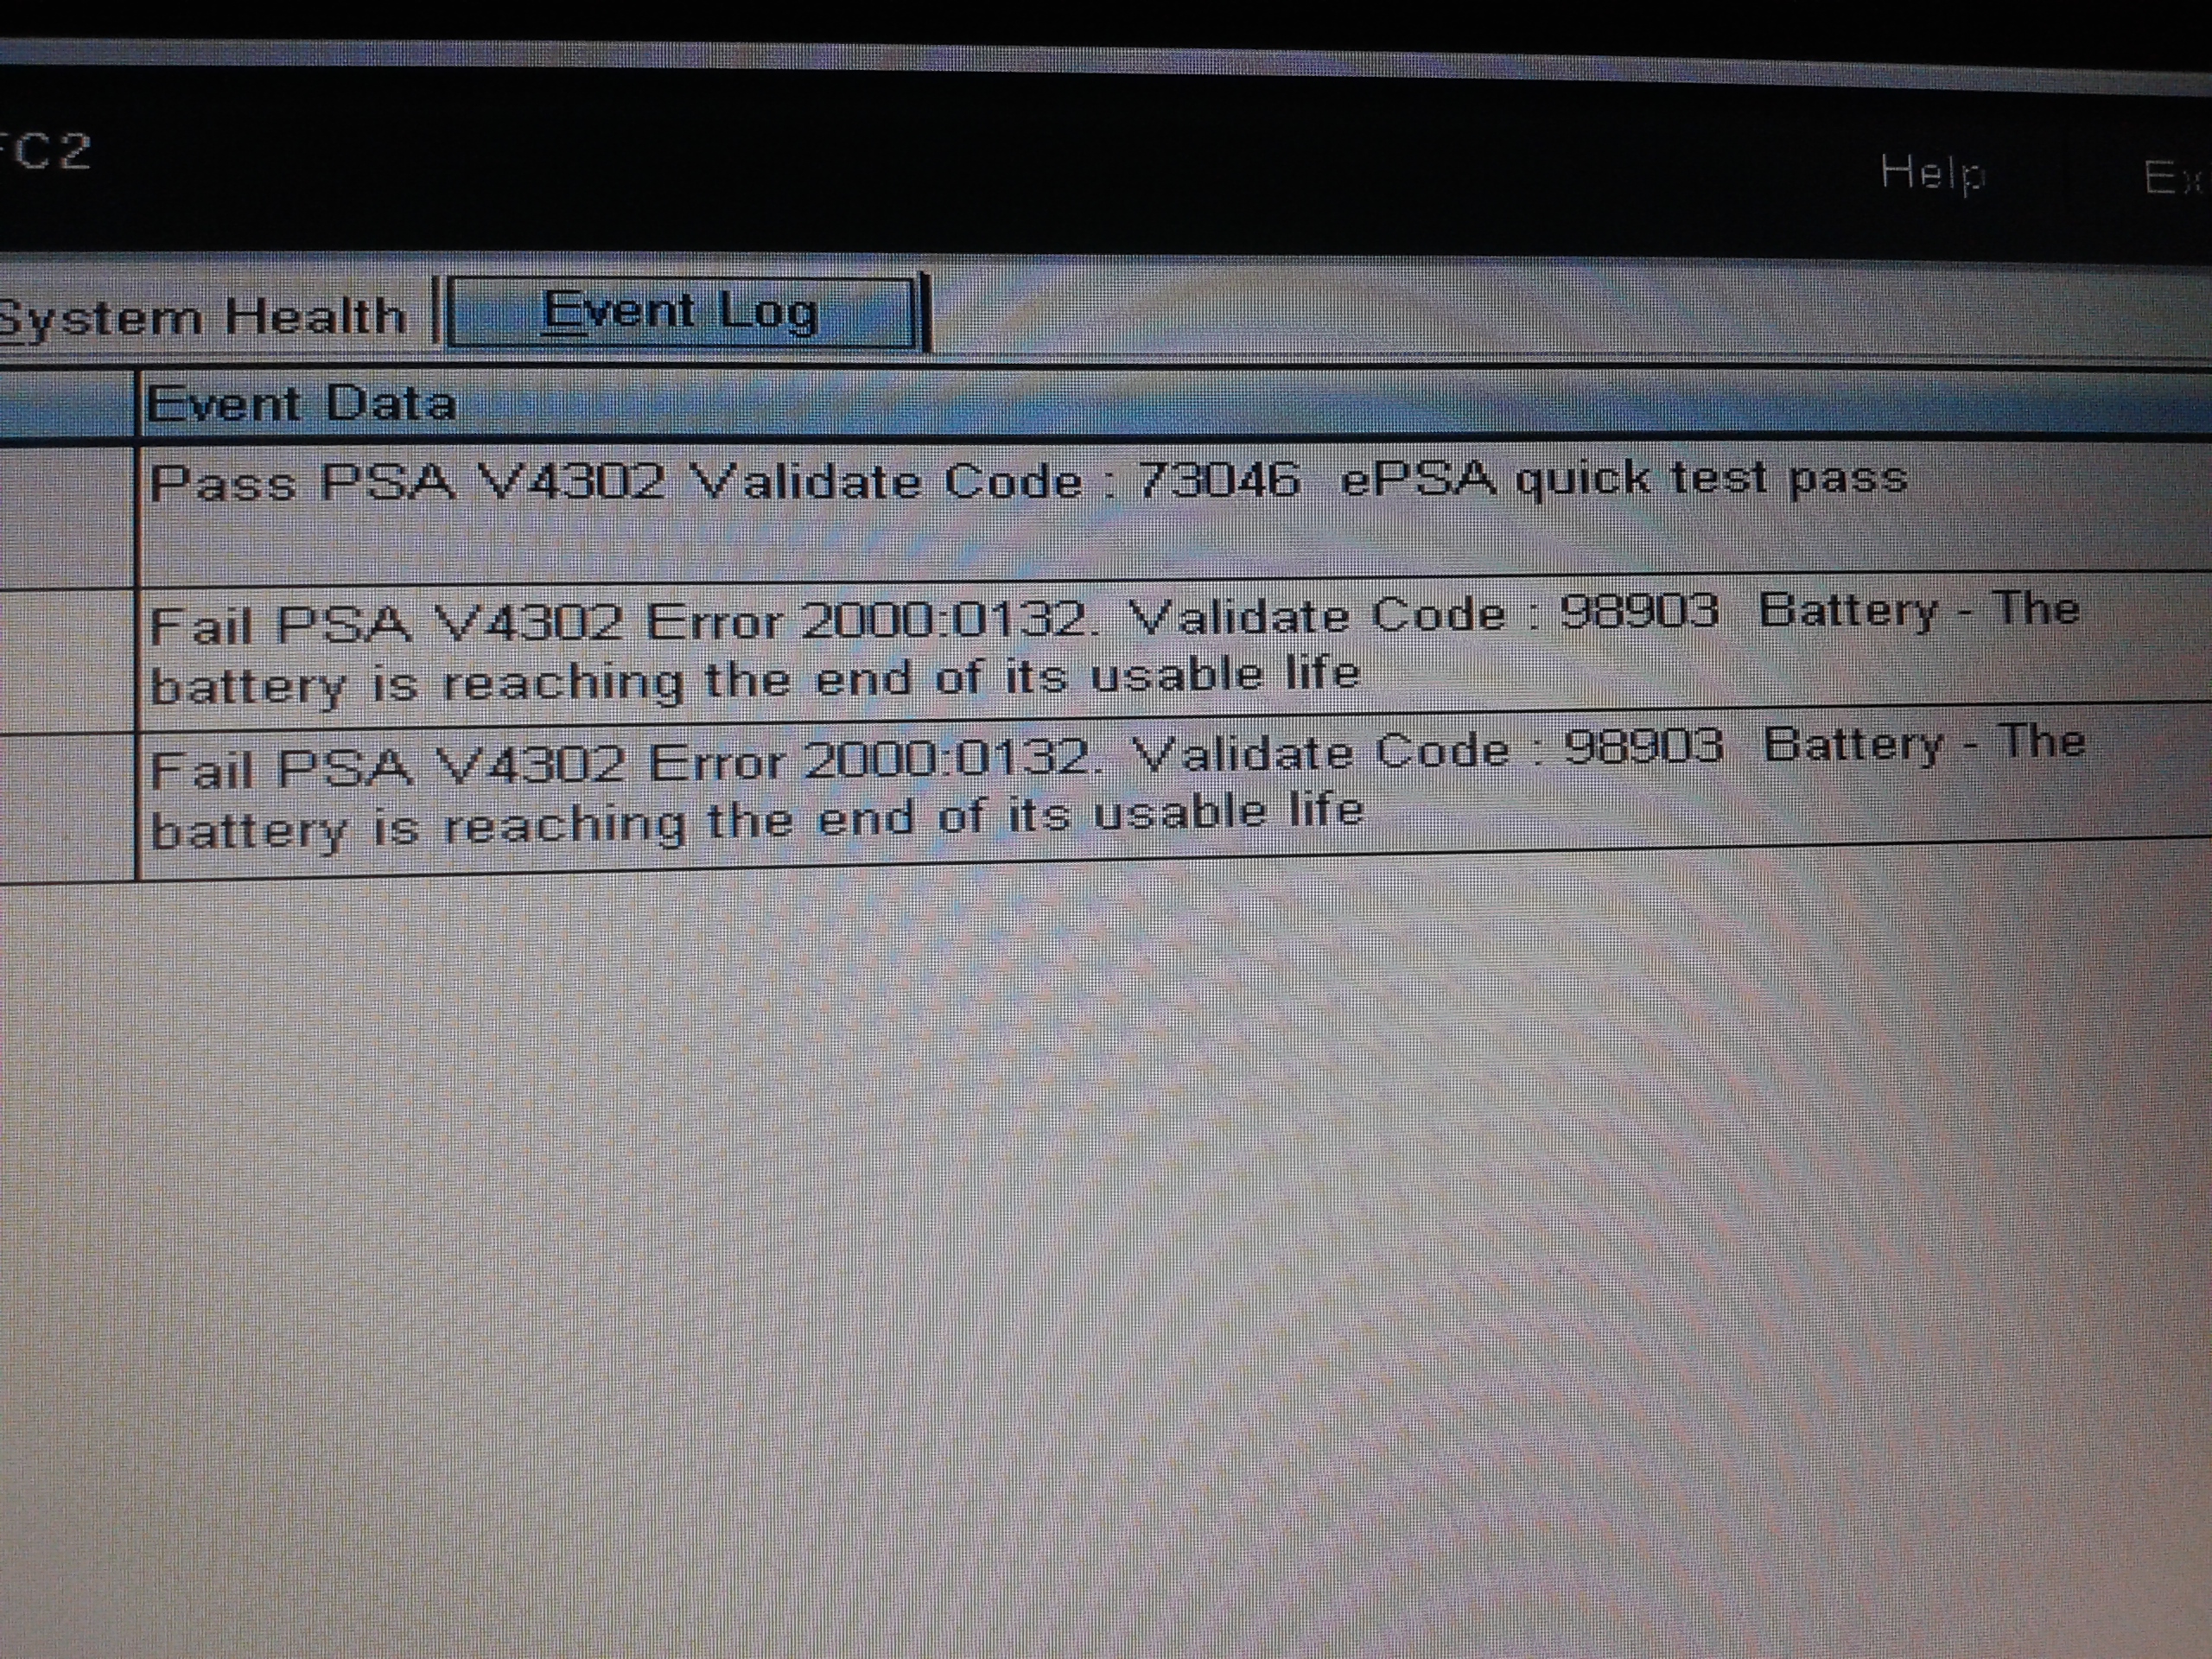 C2
Help
System Health
Event Log
Event Data
Pass PSA V4302 Validate Code : 73046 ePSA quick test pass
Fail PSA V4302 Error 2000:0132. Validate Code : 98903 Battery - The
battery is reaching the end of its usable life
Fail PSA V4302 Error 2000:0132. Validate Code : 98903 Battery - The
battery is reaching the end of its usable life